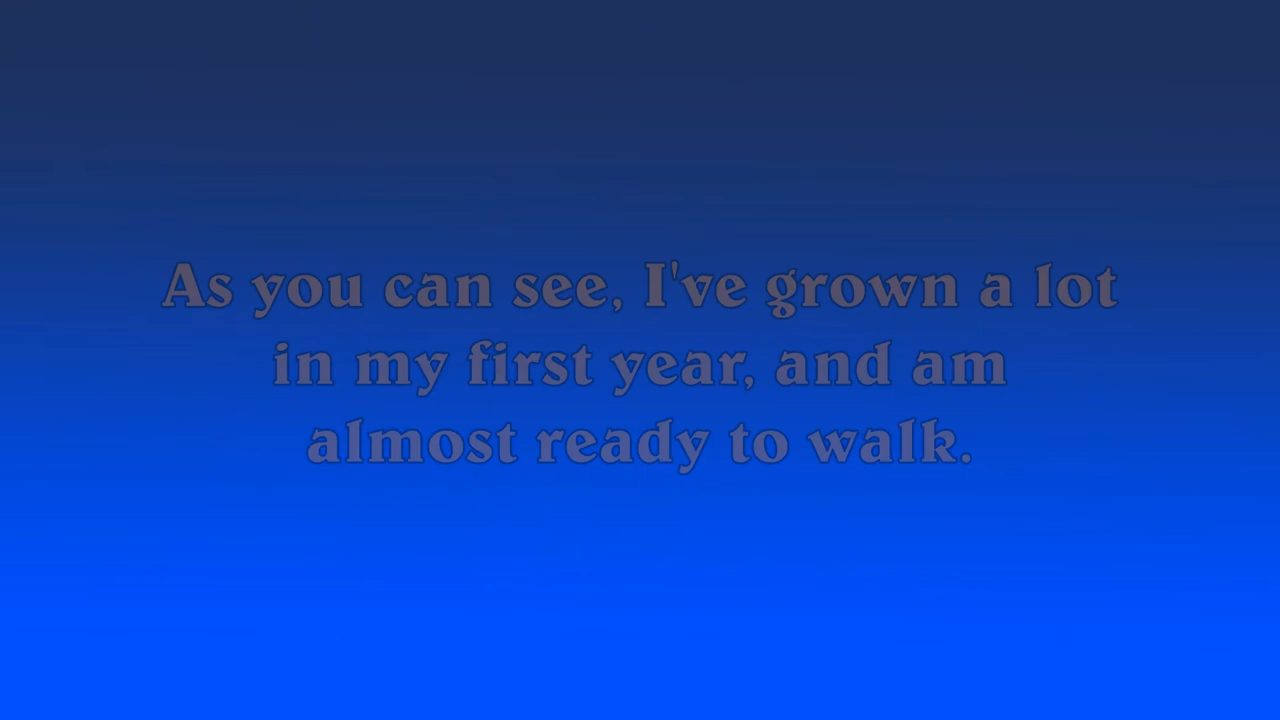 As you can see, I've grown a lot
in my first year, and am
almost ready to walk.